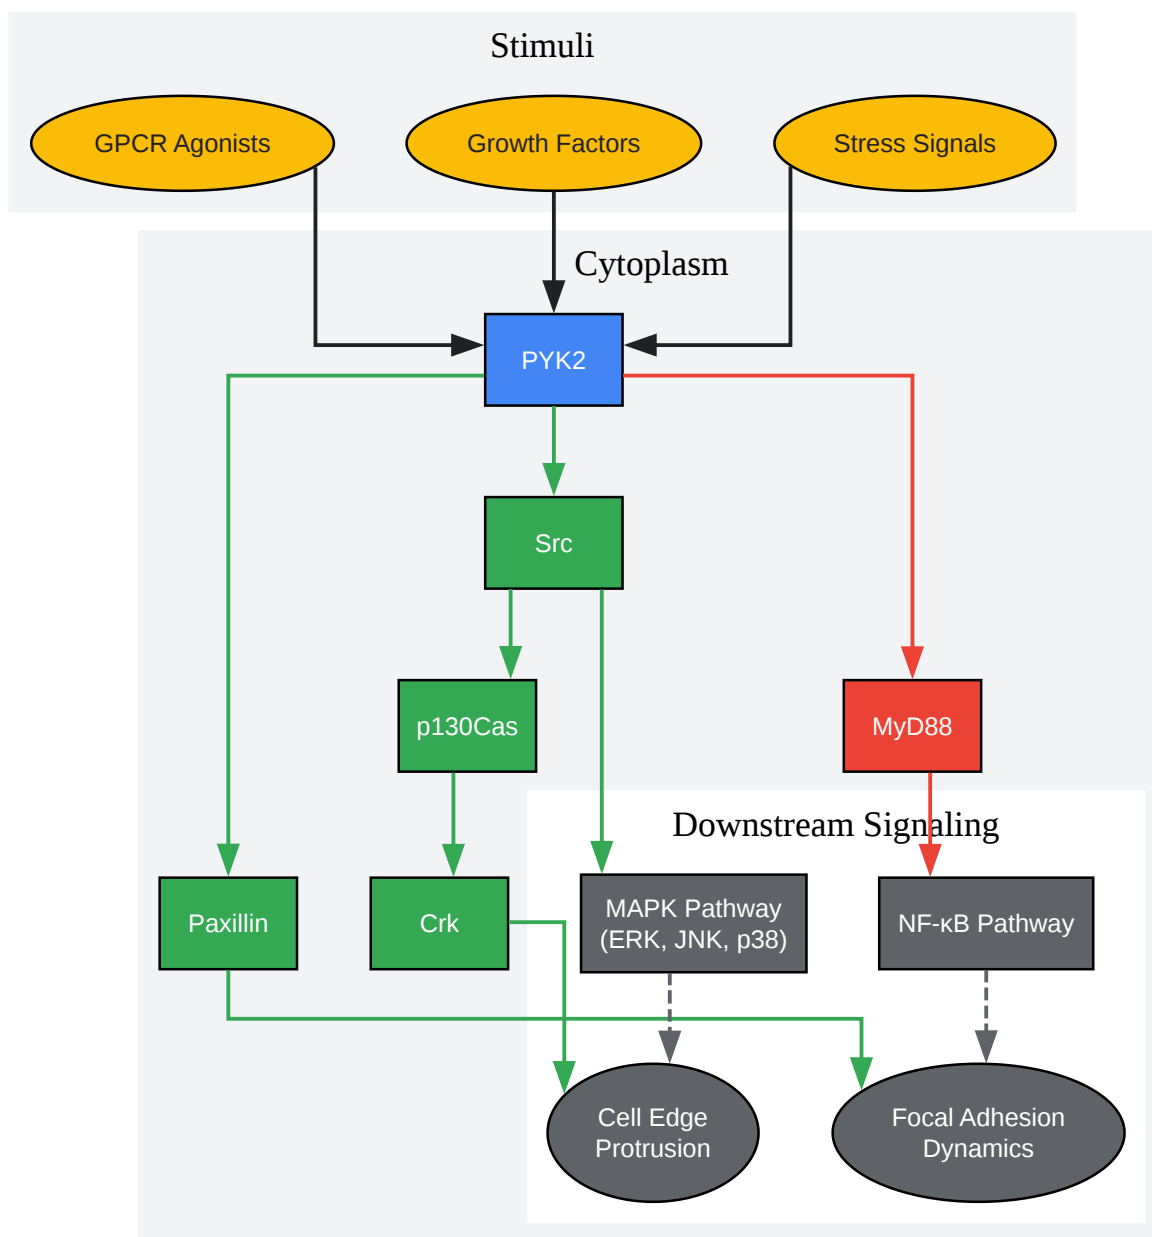 Stimuli
GPCR Agonists
Growth Factors
Stress Signals
Cytoplasm
PYK2
Src
p130Cas
MyD88
Downstream Signaling
Paxillin
Crk
MAPK Pathway
(ERK, JNK, p38)
NF-κB Pathway
Cell Edge
Protrusion
Focal Adhesion
Dynamics